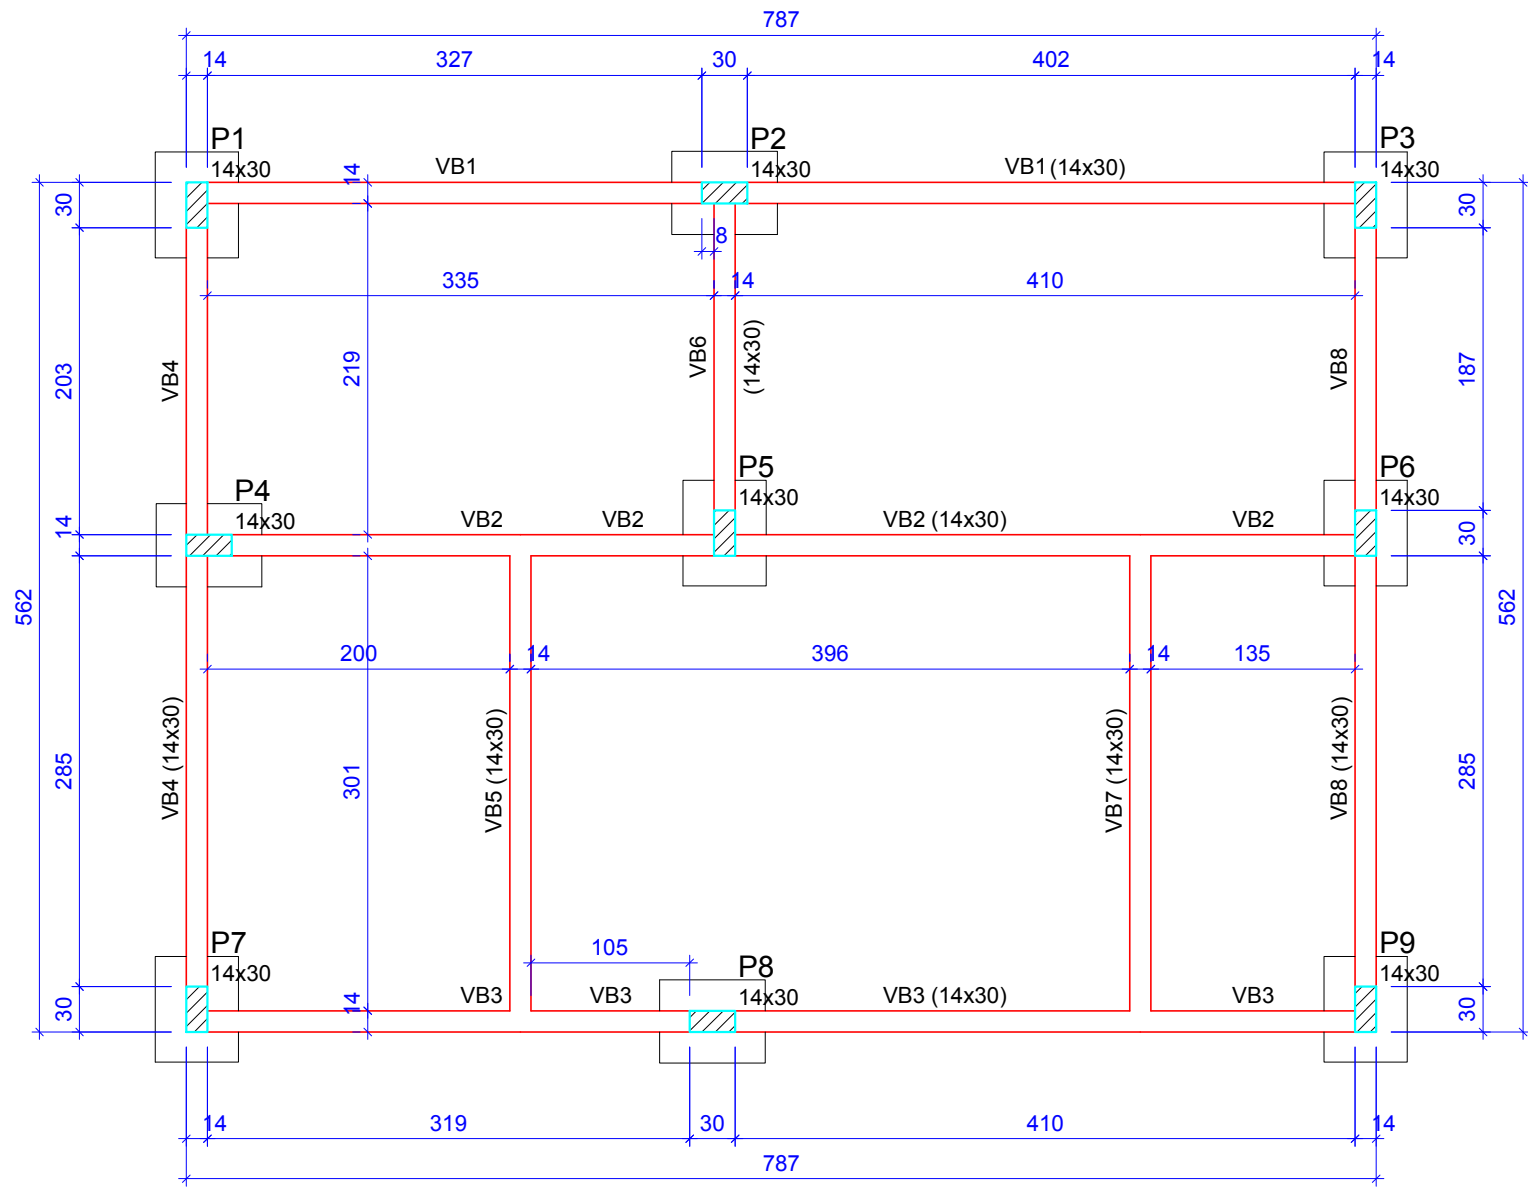 787
14 327 30 402 14
P1 P2 P3
14x30 VB1 14x30 VB1 (14x30) 14x30
14
30 30
8
335 14 410
VB4 203 219 VB6 (14x30) VB8 187
P4 P5 P6
14x30 14x30 14x30
14 VB2 VB2 VB2 (14x30) VB2 30
562 562
200 14 396 14 135
285 VB4 (14x30) 301 VB5 (14x30) VB7 (14x30) VB8 (14x30) 285
105
P7 P8 P9
14x30 14x30 14x30
30 14 VB3 VB3 VB3 (14x30) VB3 30
14 319 30 410 14
787